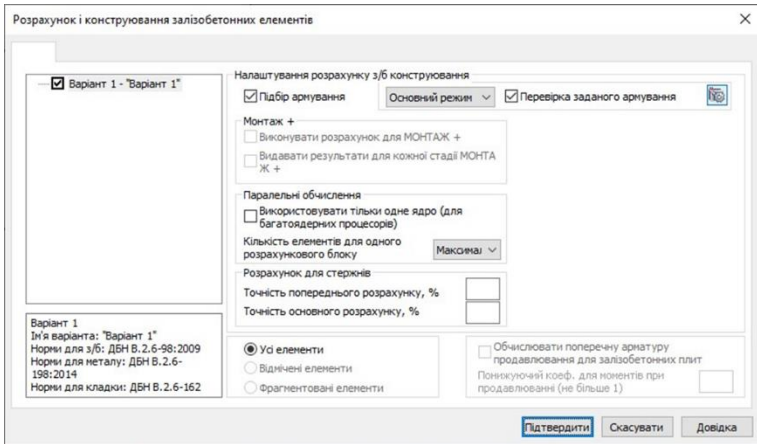 Розрахунок і конструювання залізобетонних елементів
Варіант 1 - "Варіант 1"
Налаштування розрахунку з/б конструювання
Підбір армування
Основний режим
Перевірка заданого армування
Монтаж +
Виконувати розрахунок для МОНТАЖ +
Видавати результати для кожної стадії МОНТА
Ж +
Паралельні обчислення
Використовувати тільки одне ядро (для
багатоядерних процесорів)
Кількість елементів для одного
розрахункового блоку
Максимал
Розрахунок для стержнів
Точність попереднього розрахунку, %
Точність основного розрахунку, %
Варіант 1
Ім'я варіанта: "Варіант 1"
Норми для з/б: ДБН В.2.6-98:2009
Норми для металу: ДБН В.2.6-
198:2014
Норми для кладки: ДБН В.2.6-162
Усі елементи
Відмічені елементи
Фрагментовані елементи
Обчислювати поперечну арматуру
продавлювання для залізобетонних плит
Понижуючий коеф. для моментів при
продавлюванні (не більше 1)
Підтвердити
Скасувати
Довідка